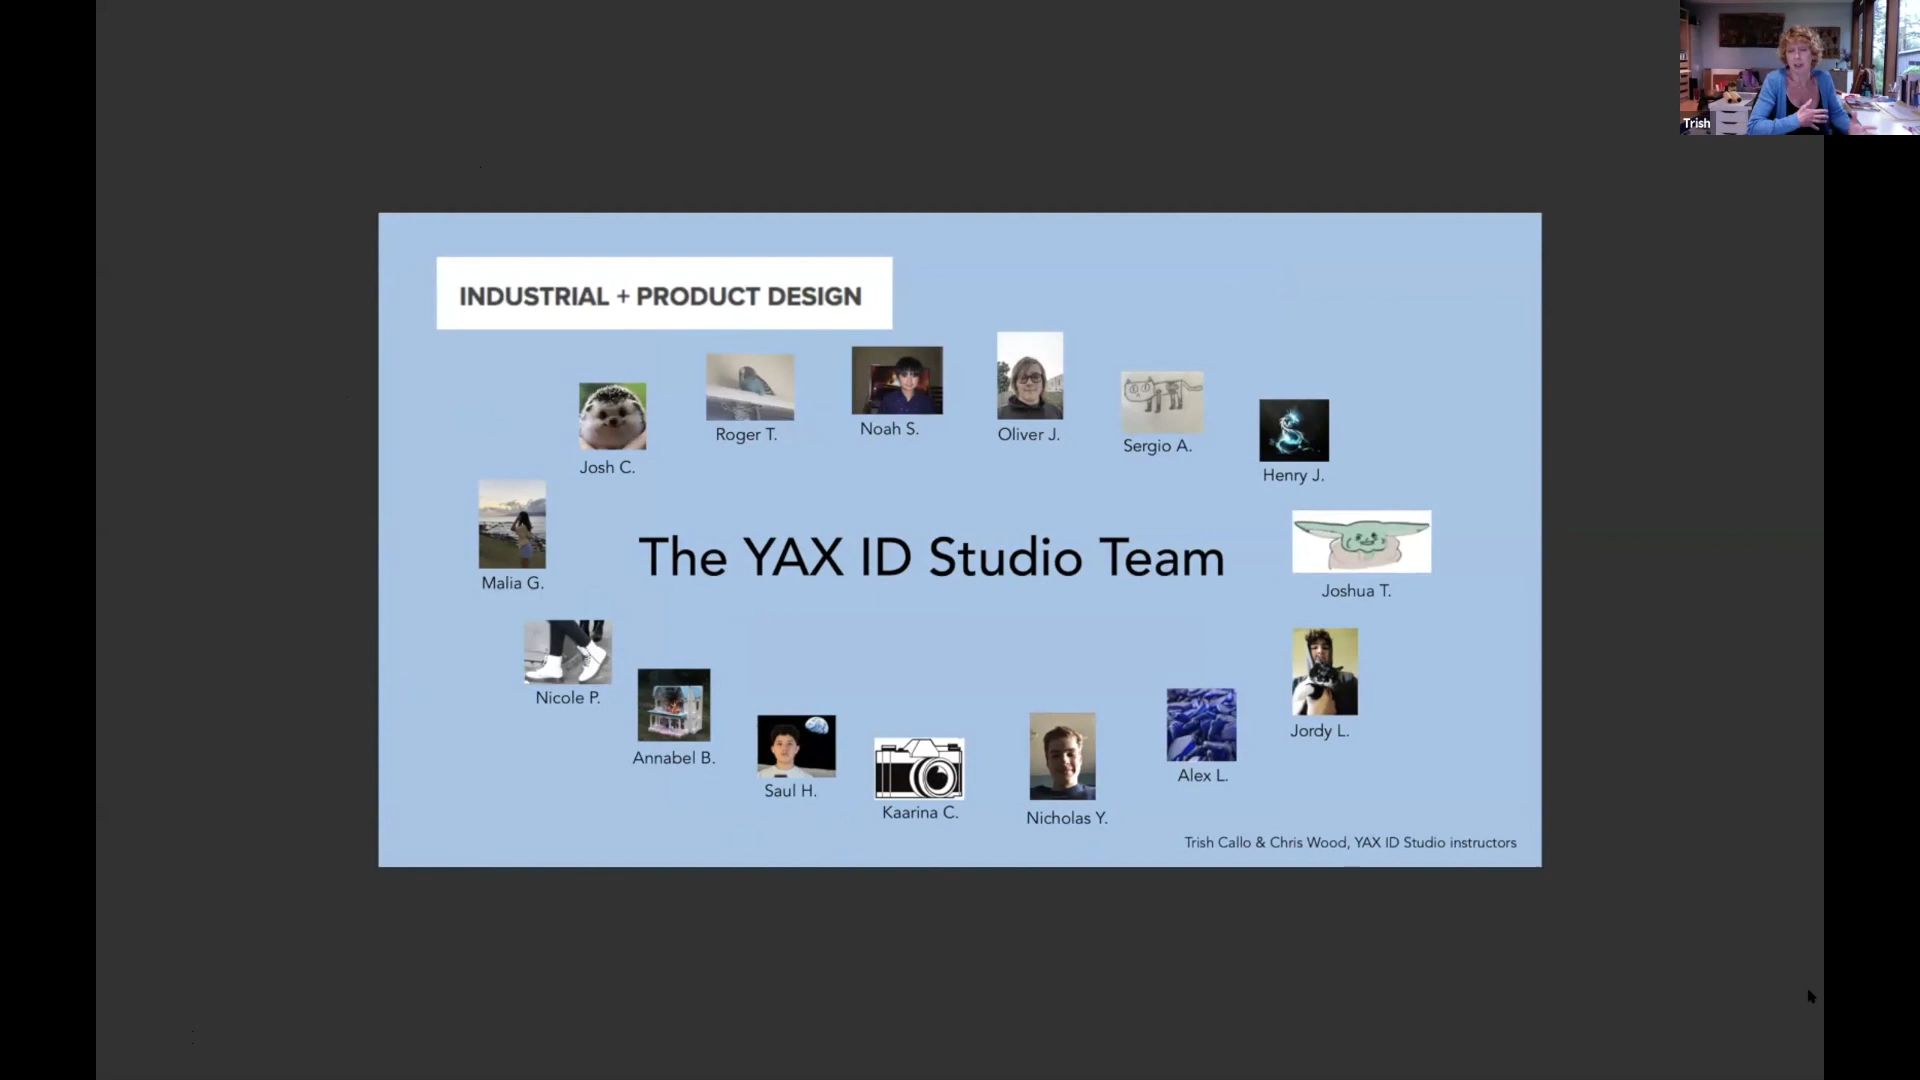 Trish
INDUSTRIAL + PRODUCT DESIGN
Josh C.
Roger T.
Noah S.
Oliver J.
Sergio A.
Henry J.
Malia G.
The YAX ID Studio Team
Joshua T.
Nicole P.
Annabel B.
Saul H.
Kaarina C.
Nicholas Y.
Alex L.
Jordy L.
Trish Callo & Chris Wood, YAX ID Studio instructors